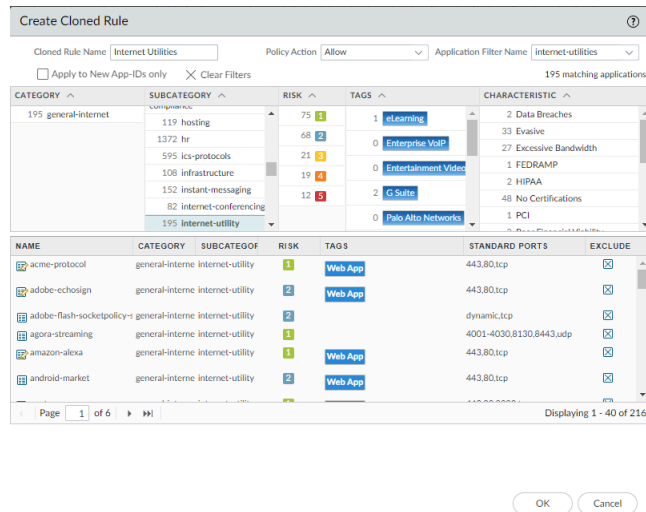 Create Cloned Rule
Cloned Rule Name Internet Utilities Policy Action Allow Application Filter Name internet-utilities
Apply to New App-IDs only Clear Filters 195 matching applications
CATEGORY SUBCATEGORY RISK TAGS CHARACTERISTIC
195 general-internet
compliance
119 hosting
1372 hr
595 ics-protocols
108 infrastructure
152 instant-messaging
82 internet-conferencing
195 internet-utility
75 1
68 2
21 3
19 4
12 5
1 eLearning
0 Enterprise VoIP
0 Entertainment Video
2 G Suite
0 Palo Alto Networks
2 Data Breaches
33 Evasive
27 Excessive Bandwidth
1 FEDRAMP
2 HIPAA
48 No Certifications
1 PCI
NAME CATEGORY SUBCATEGOR RISK TAGS STANDARD PORTS EXCLUDE
acme-protocol general-interne internet-utility 1 Web App 443,80,tcp
adobe-echosign general-interne internet-utility 2 Web App 443,80,tcp
adobe-flash-socketpolicy-s general-interne internet-utility 2 dynamic,tcp
agora-streaming general-interne internet-utility 1 4001-4030,8130,8443,udp
amazon-alexa general-interne internet-utility 1 Web App 443,80,tcp
android-market general-interne internet-utility 2 Web App 443,80,tcp
Page 1 of 6 Displaying 1 - 40 of 216
OK Cancel